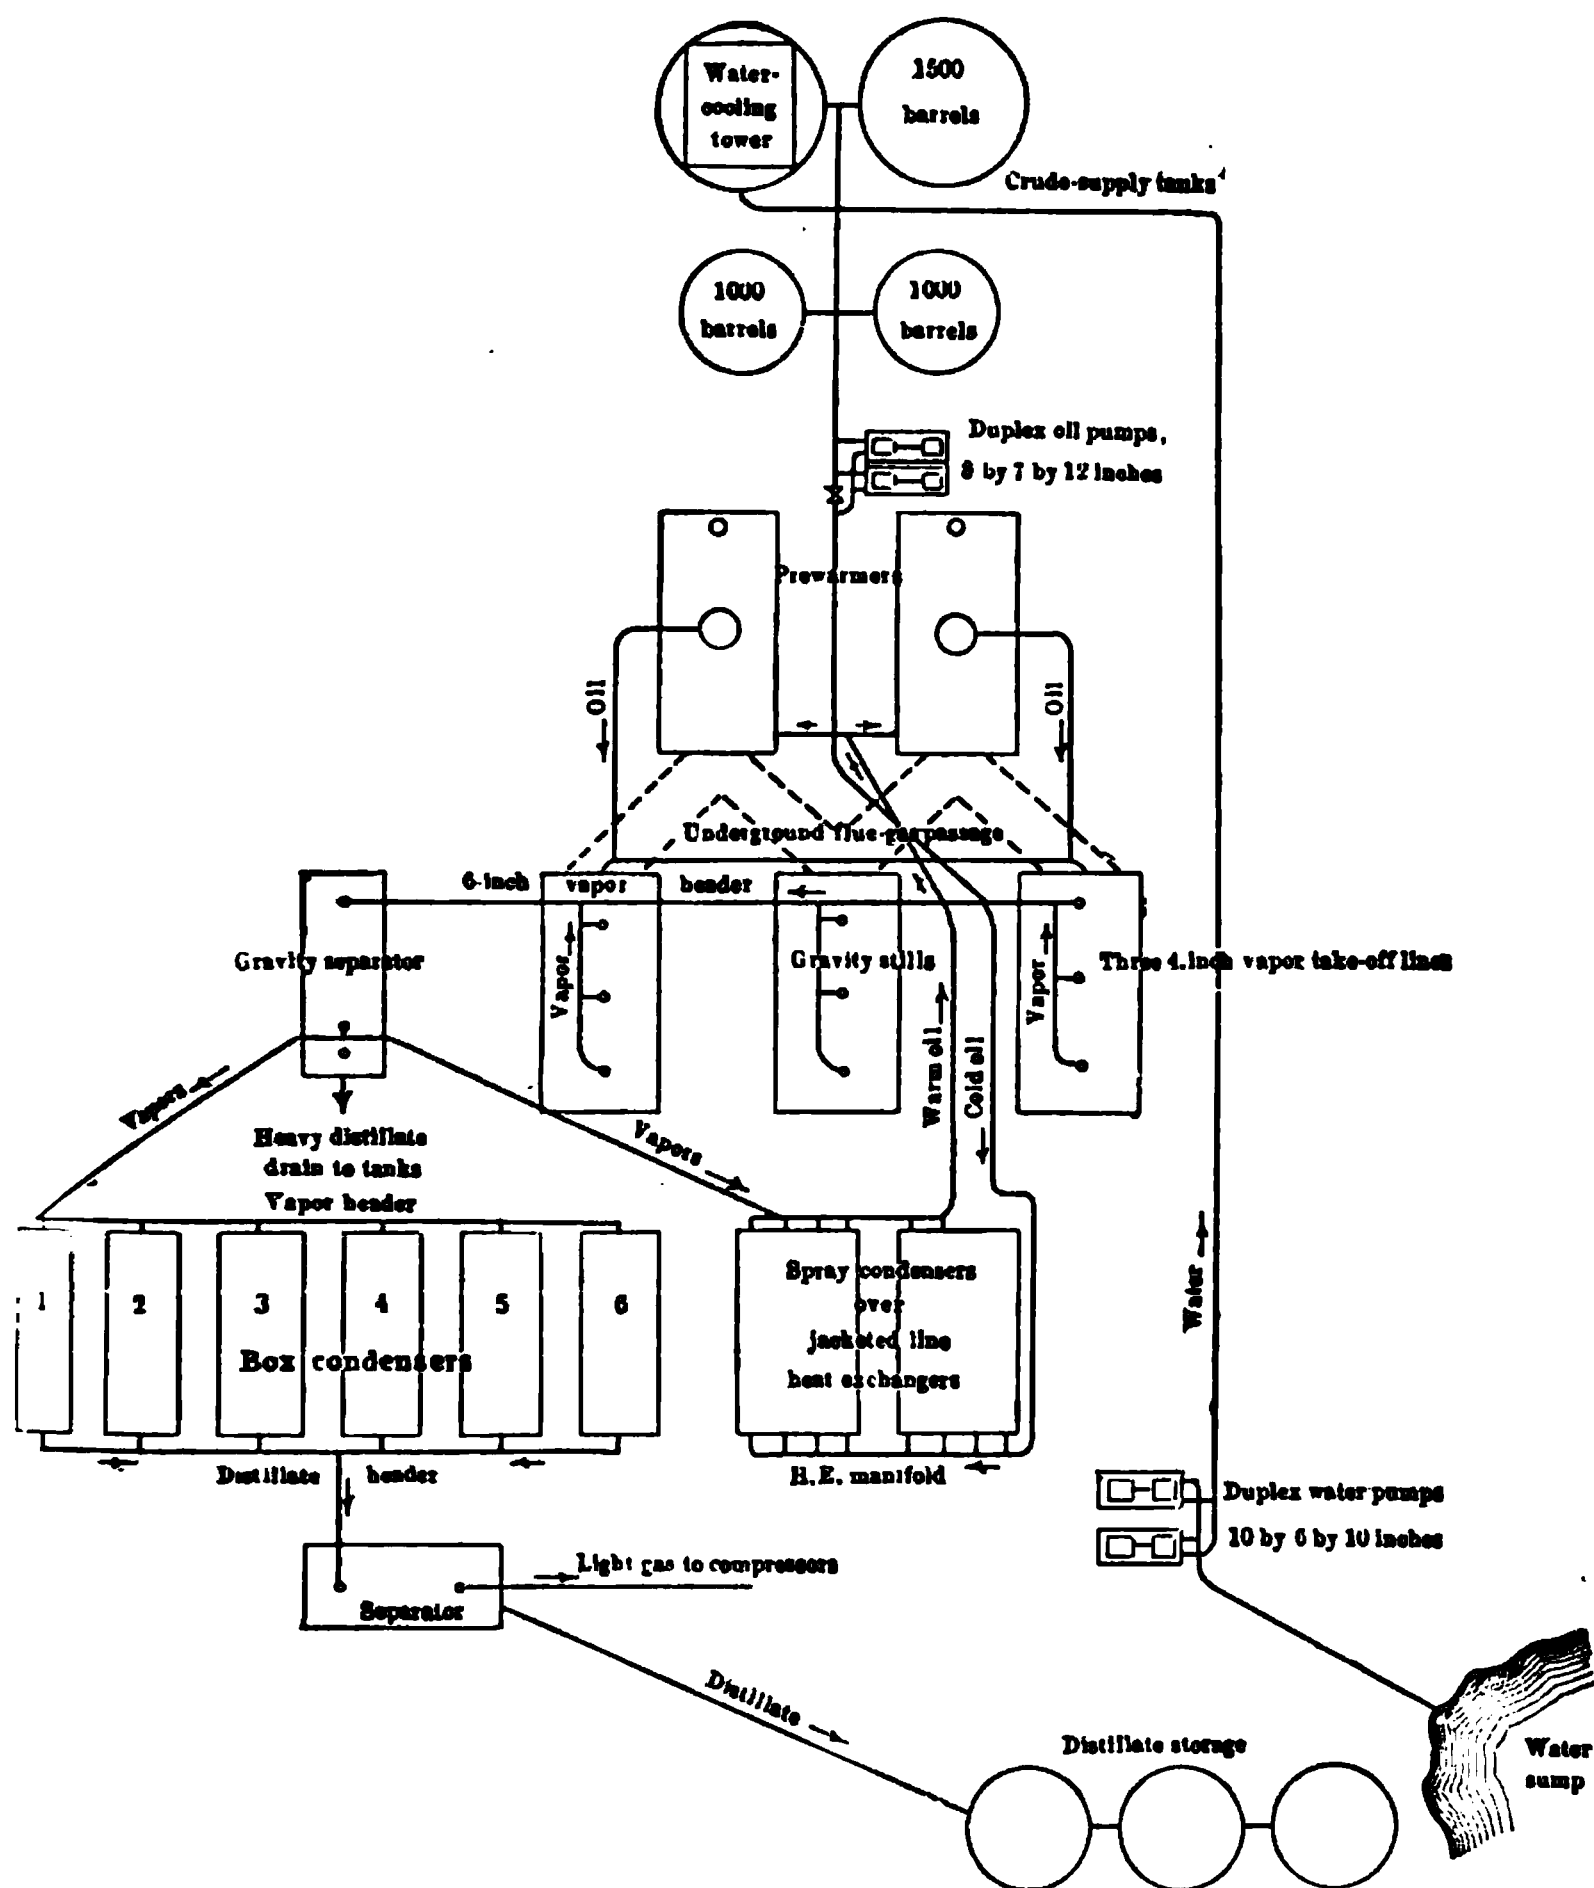 Water-
cooling
tower
1500
barrels
Crude-supply tanks
1000
barrels
1000
barrels
Duplex oil pumps,
8 by 7 by 12 inches
Prewarmers
Oil
Oil
Underground flue-gas passage
6-inch vapor header
Gravity separator
Vapor
Gravity stills
Vapor
Three 4-inch vapor take-off lines
Warm oil
Cold oil
Vapors
Heavy distillate
drain to tanks
Vapors
Vapor header
1 2 3 4 5 6
Box condensers
Spray condensers
over
jacketed line
heat exchangers
Water
Distillate header
H.E. manifold
Duplex water pumps
10 by 6 by 10 inches
Light gas to compressors
Separator
Distillate
Distillate storage
Water
sump